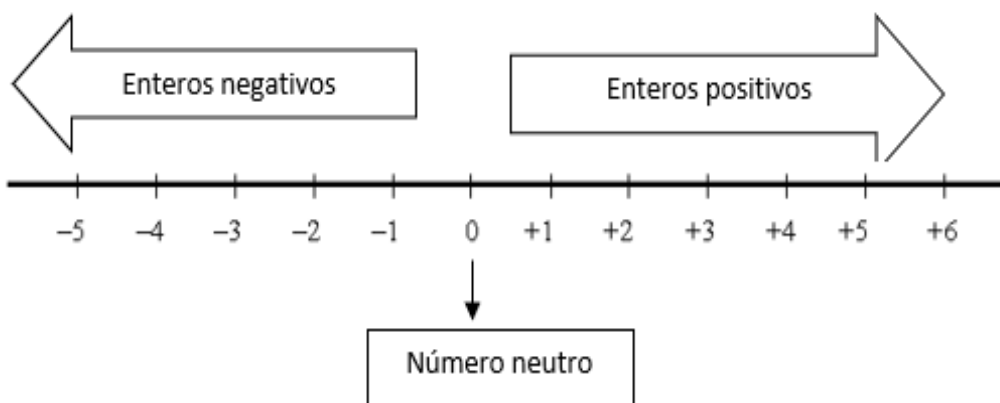 Enteros negativos
Enteros positivos
–5 –4 –3 –2 –1 0 +1 +2 +3 +4 +5 +6
Número neutro